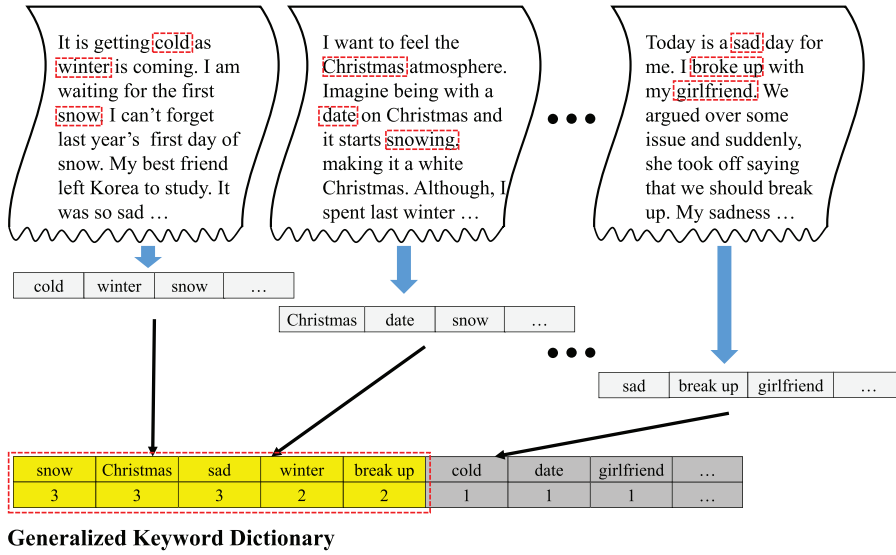 It is getting cold as
winter is coming. I am
waiting for the first
snow. I can't forget
last year's first day of
snow. My best friend
left Korea to study. It
was so sad …
I want to feel the
Christmas atmosphere.
Imagine being with a
date on Christmas and
it starts snowing,
making it a white
Christmas. Although, I
spent last winter …
Today is a sad day for
me. I broke up with
my girlfriend. We
argued over some
issue and suddenly,
she took off saying
that we should break
up. My sadness …
cold winter snow …
Christmas date snow …
sad break up girlfriend …
snow Christmas sad winter break up cold date girlfriend …
3 3 3 2 2 1 1 1 …
Generalized Keyword Dictionary